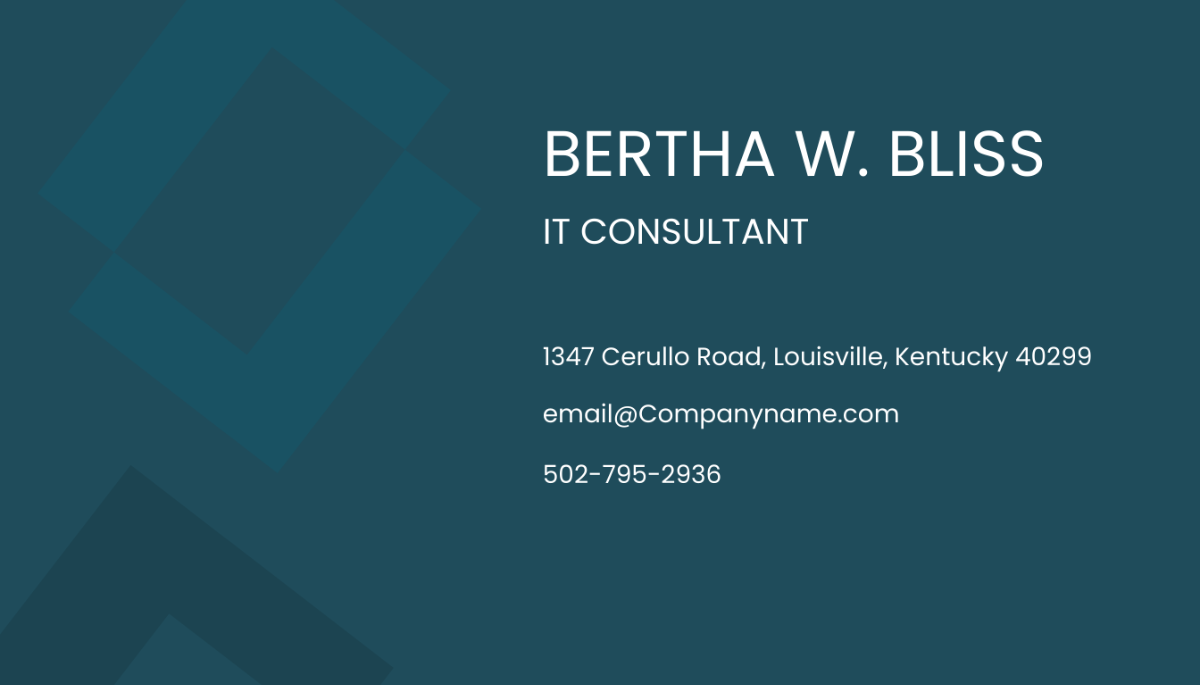 BERTHA W. BLISS
IT CONSULTANT
1347 Cerullo Road, Louisville, Kentucky 40299
email@Companyname.com
502-795-2936